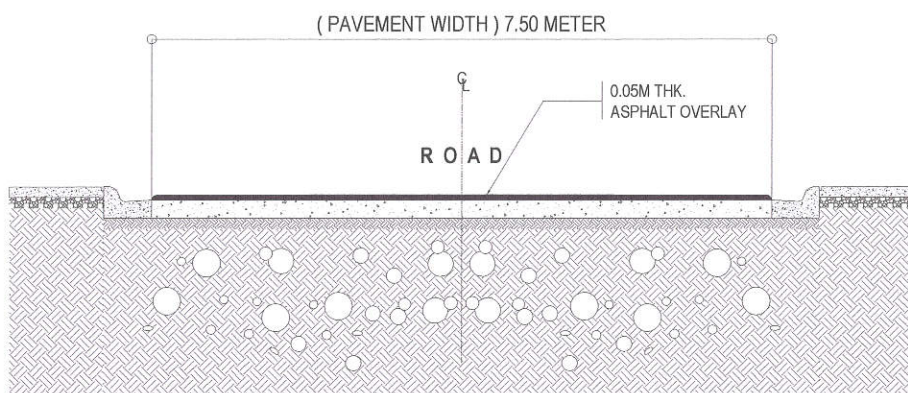 ( PAVEMENT WIDTH ) 7.50 METER
CL
0.05M THK.
ASPHALT OVERLAY
ROAD